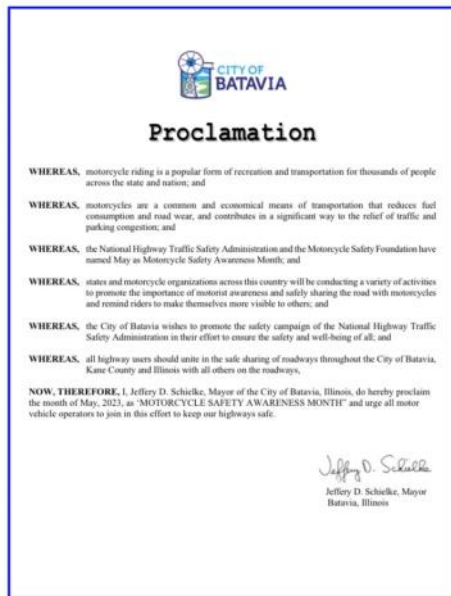 CITY OF
BATAVIA
Proclamation
WHEREAS, motorcycle riding is a popular form of recreation and transportation for thousands of people
across the state and nation; and
WHEREAS, motorcycles are a common and economical means of transportation that reduces fuel
consumption and road wear, and contributes in a significant way to the relief of traffic and
parking congestion; and
WHEREAS, the National Highway Traffic Safety Administration and the Motorcycle Safety Foundation have
named May as Motorcycle Safety Awareness Month; and
WHEREAS, states and motorcycle organizations across this country will be conducting a variety of activities
to promote the importance of motorist awareness and safely sharing the road with motorcycles
and remind riders to make themselves more visible to others; and
WHEREAS, the City of Batavia wishes to promote the safety campaign of the National Highway Traffic
Safety Administration in their effort to ensure the safety and well-being of all; and
WHEREAS, all highway users should unite in the safe sharing of roadways throughout the City of Batavia,
Kane County and Illinois with all others on the roadways,
NOW, THEREFORE, I, Jeffery D. Schielke, Mayor of the City of Batavia, Illinois, do hereby proclaim
the month of May, 2023, as "MOTORCYCLE SAFETY AWARENESS MONTH" and urge all motor
vehicle operators to join in this effort to keep our highways safe.
Jeffery D. Schielke
Jeffery D. Schielke, Mayor
Batavia, Illinois